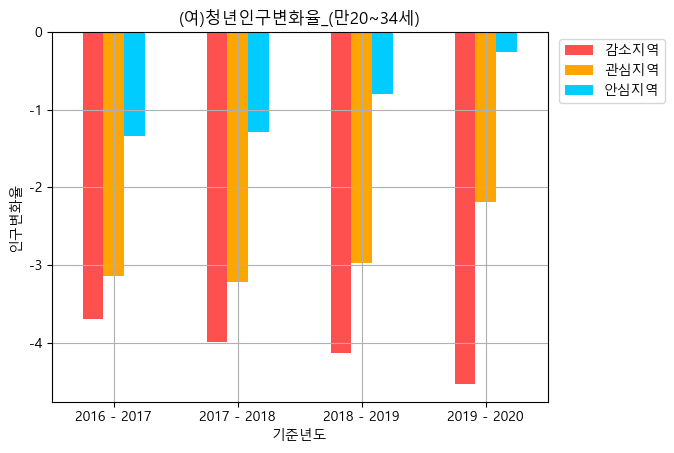 (여)청년인구변화율_(만20~34세)
0
-1
-2
-3
-4
인구변화율
2016 - 2017
2017 - 2018
2018 - 2019
2019 - 2020
기준년도
감소지역
관심지역
안심지역